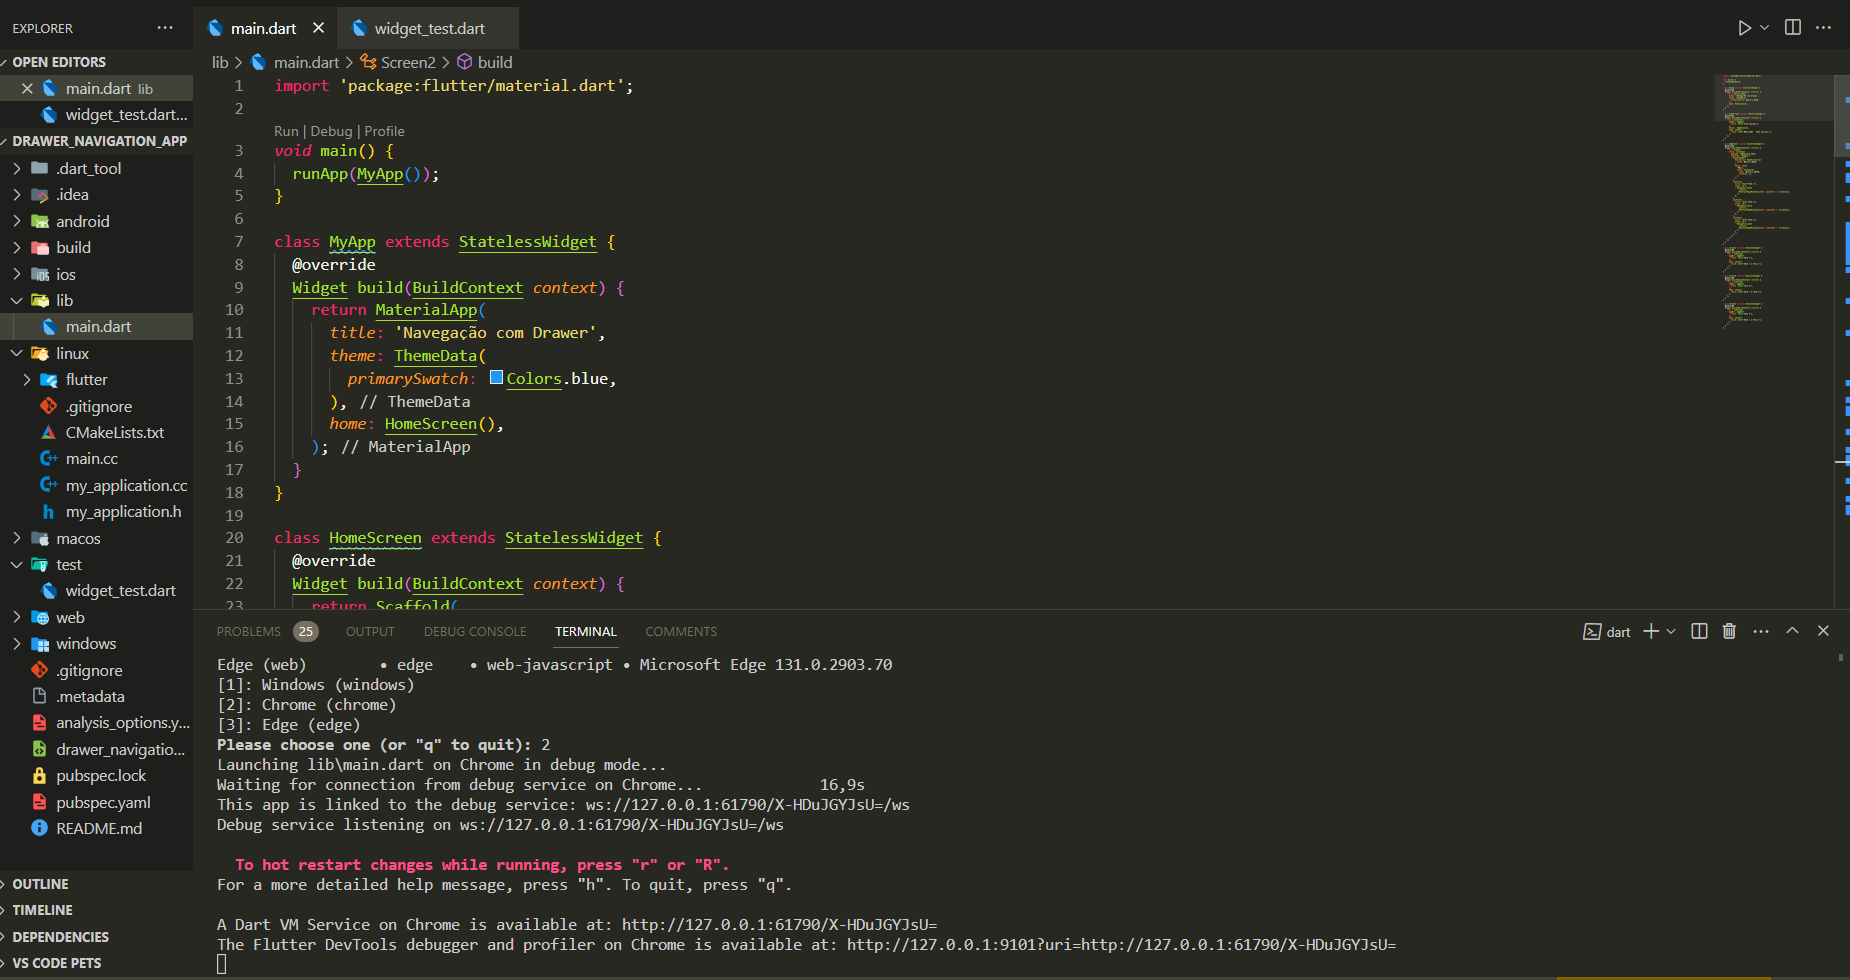 EXPLORER ···
OPEN EDITORS
main.dart lib
widget_test.dart...
DRAWER_NAVIGATION_APP
.dart_tool
.idea
android
build
ios
lib
main.dart
linux
flutter
.gitignore
CMakeLists.txt
main.cc
my_application.cc
my_application.h
macos
test
widget_test.dart
web
windows
.gitignore
.metadata
analysis_options.y...
drawer_navigatio...
pubspec.lock
pubspec.yaml
README.md
OUTLINE
TIMELINE
DEPENDENCIES
VS CODE PETS
main.dart
widget_test.dart
lib > main.dart > Screen2 > build
1 import 'package:flutter/material.dart';
2
Run | Debug | Profile
3 void main() {
4 runApp(MyApp());
5 }
6
7 class MyApp extends StatelessWidget {
8 @override
9 Widget build(BuildContext context) {
10 return MaterialApp(
11 title: 'Navegação com Drawer',
12 theme: ThemeData(
13 primarySwatch: Colors.blue,
14 ), // ThemeData
15 home: HomeScreen(),
16 ); // MaterialApp
17 }
18 }
19
20 class HomeScreen extends StatelessWidget {
21 @override
22 Widget build(BuildContext context) {
23 return Scaffold(
PROBLEMS 25 OUTPUT DEBUG CONSOLE TERMINAL COMMENTS
dart
Edge (web) • edge • web-javascript • Microsoft Edge 131.0.2903.70
[1]: Windows (windows)
[2]: Chrome (chrome)
[3]: Edge (edge)
Please choose one (or "q" to quit): 2
Launching lib\main.dart on Chrome in debug mode...
Waiting for connection from debug service on Chrome... 16,9s
This app is linked to the debug service: ws://127.0.0.1:61790/X-HDuJGYJsU=/ws
Debug service listening on ws://127.0.0.1:61790/X-HDuJGYJsU=/ws
To hot restart changes while running, press "r" or "R".
For a more detailed help message, press "h". To quit, press "q".
A Dart VM Service on Chrome is available at: http://127.0.0.1:61790/X-HDuJGYJsU=
The Flutter DevTools debugger and profiler on Chrome is available at: http://127.0.0.1:9101?uri=http://127.0.0.1:61790/X-HDuJGYJsU=